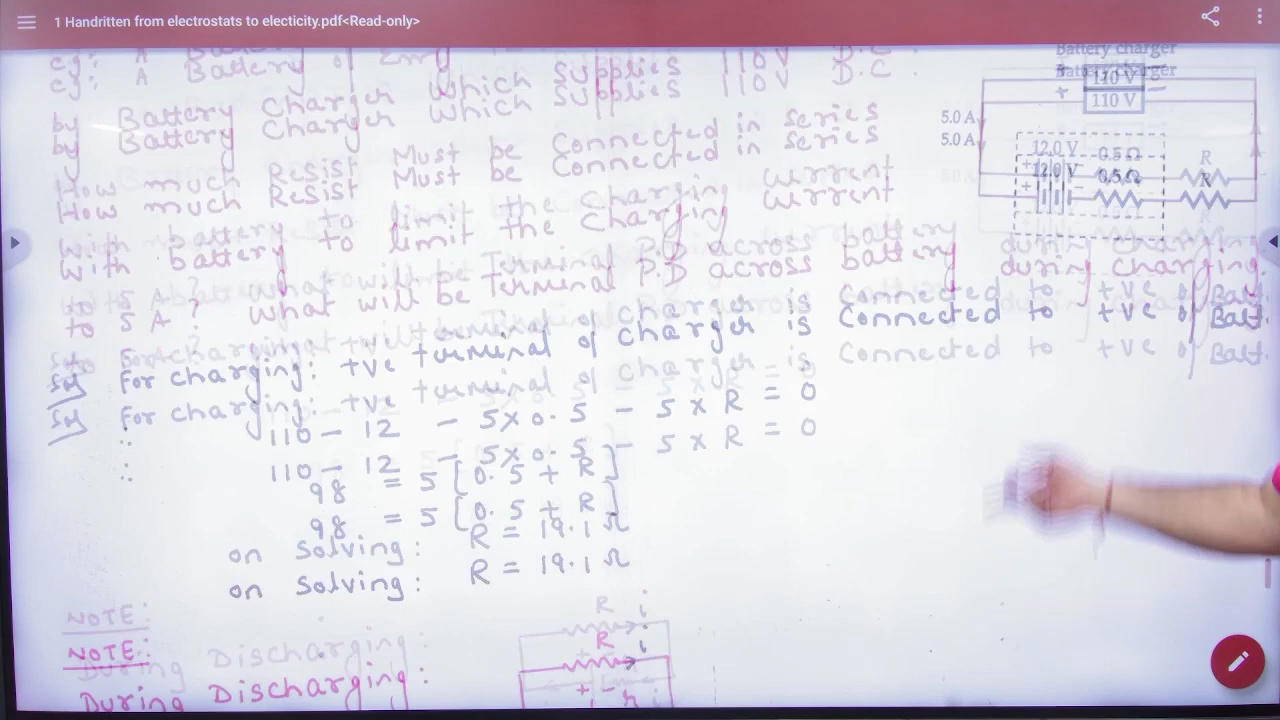 1 Handritten from electrostats to electicity.pdf<Read-only>
eg: A Battery of Emf
by Battery Charger Which Supplies 110V D.C.
How much Resist Must be Connected in series
With battery to limit the Charging current
to 5 A? What will be Terminal P.D across battery during charging.
Sol For charging: +ve terminal of charger is Connected to +ve of Batt.
∴ 110 - 12 - 5x0.5 - 5 x R = 0
98 = 5 [0.5 + R]
on Solving: R = 19.1 Ω
NOTE:
During Discharging:
Battery charger
+ 110 V −
5.0 A
12.0 V 0.5 Ω R
+ −
R i
+ − r i